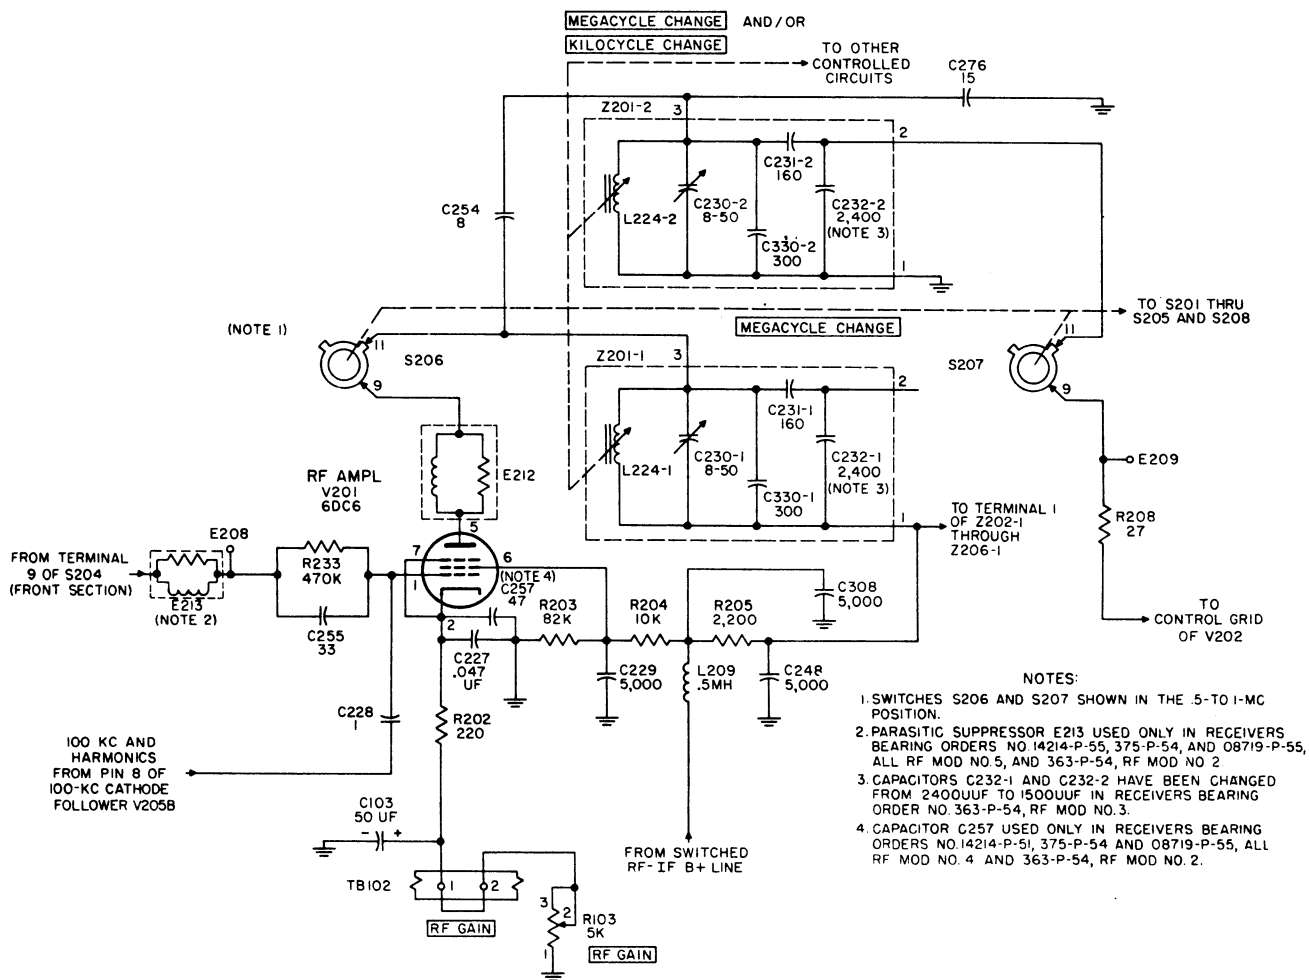 MEGACYCLE CHANGE AND/OR
KILOCYCLE CHANGE
TO OTHER
CONTROLLED
CIRCUITS
C276
15
Z201-2
3
2
C231-2
160
C254
8
L224-2
C230-2
8-50
C232-2
2,400
(NOTE 3)
C330-2
300
1
TO S201 THRU
S205 AND S208
(NOTE 1)
MEGACYCLE CHANGE
11
S206
9
Z201-1
3
2
S207
11
9
C231-1
160
L224-1
C230-1
8-50
C232-1
2,400
(NOTE 3)
C330-1
300
1
RF AMPL
V201
6DC6
E212
E209
R208
27
TO TERMINAL 1
OF Z202-1
THROUGH
Z206-1
5
7
6
1
2
E208
FROM TERMINAL
9 OF S204
(FRONT SECTION)
E213
(NOTE 2)
R233
470K
C255
33
(NOTE 4)
C257
47
R203
82K
R204
10K
R205
2,200
C308
5,000
TO
CONTROL GRID
OF V202
C227
.047
UF
C229
5,000
L209
.5MH
C248
5,000
C228
1
R202
220
100 KC AND
HARMONICS
FROM PIN 8 OF
100-KC CATHODE
FOLLOWER V205B
C103
50 UF
- +
FROM SWITCHED
RF-IF B+ LINE
TB102
1 2
RF GAIN
3
2
1
R103
5K
RF GAIN
NOTES:
1. SWITCHES S206 AND S207 SHOWN IN THE .5-TO 1-MC
POSITION.
2. PARASITIC SUPPRESSOR E213 USED ONLY IN RECEIVERS
BEARING ORDERS NO. 14214-P-55, 375-P-54, AND 08719-P-55,
ALL RF MOD NO. 5, AND 363-P-54, RF MOD NO 2.
3. CAPACITORS C232-1 AND C232-2 HAVE BEEN CHANGED
FROM 2400UUF TO 1500UUF IN RECEIVERS BEARING
ORDER NO. 363-P-54, RF MOD NO.3.
4. CAPACITOR C257 USED ONLY IN RECEIVERS BEARING
ORDERS NO. 14214-P-51, 375-P-54 AND 08719-P-55, ALL
RF MOD NO. 4 AND 363-P-54, RF MOD NO. 2.